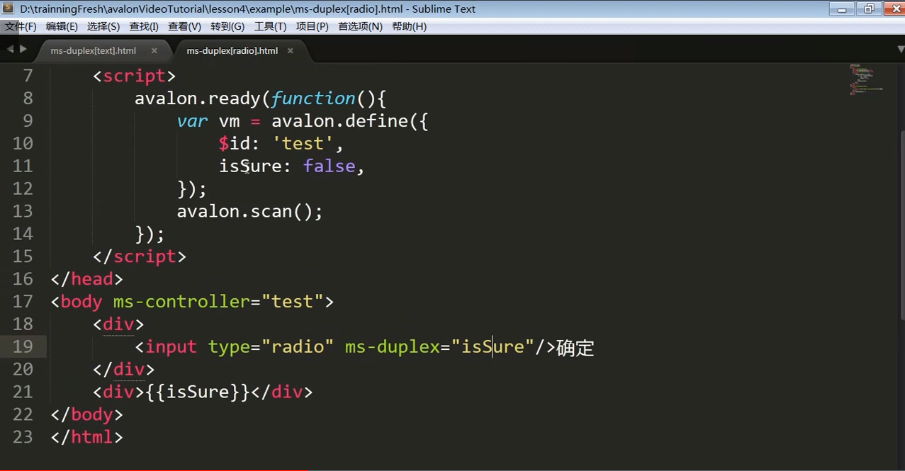 D:\trainningFresh\avalonVideoTutorial\lesson4\example\ms-duplex[radio].html - Sublime Text
文件(F) 编辑(E) 选择(S) 查找(I) 查看(V) 转到(G) 工具(T) 项目(P) 首选项(N) 帮助(H)
ms-duplex[text].html × ms-duplex[radio].html ×
7 <script>
8 avalon.ready(function(){
9 var vm = avalon.define({
10 $id: 'test',
11 isSure: false,
12 });
13 avalon.scan();
14 });
15 </script>
16 </head>
17 <body ms-controller="test">
18 <div>
19 <input type="radio" ms-duplex="isSure"/>确定
20 </div>
21 <div>{{isSure}}</div>
22 </body>
23 </html>